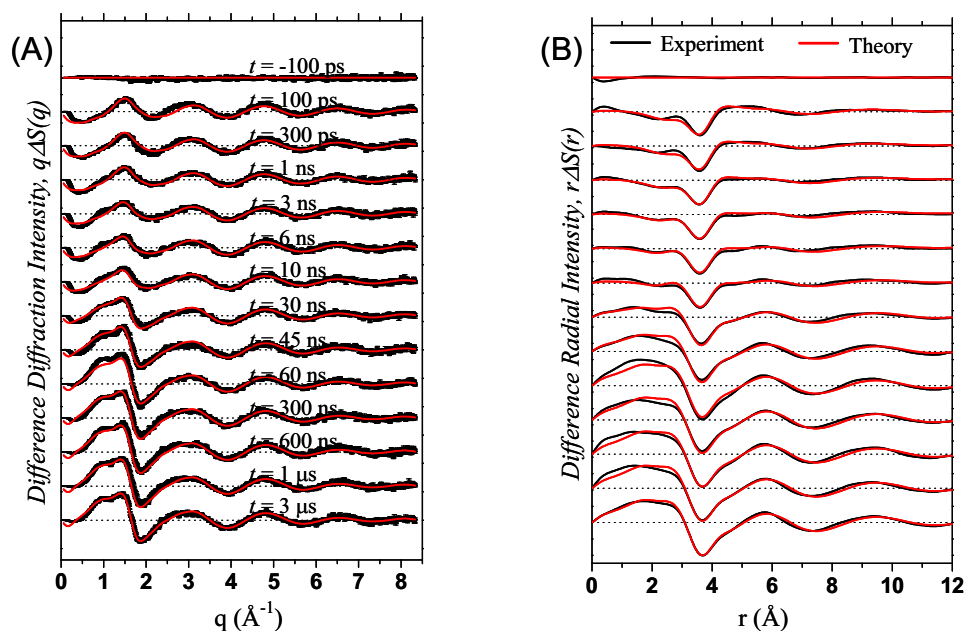 (A)
Difference Diffraction Intensity, qΔS(q)
t = -100 ps
100 ps
t = 300 ps
t = 1 ns
t = 3 ns
t = 6 ns
t = 10 ns
t = 30 ns
t = 45 ns
t = 60 ns
t = 300 ns
t = 600 ns
t = 1 μs
t = 3 μs
0 1 2 3 4 5 6 7 8
q (Å-1)
(B)
Experiment Theory
Difference Radial Intensity, rΔS(r)
0 2 4 6 8 10 12
r (Å)